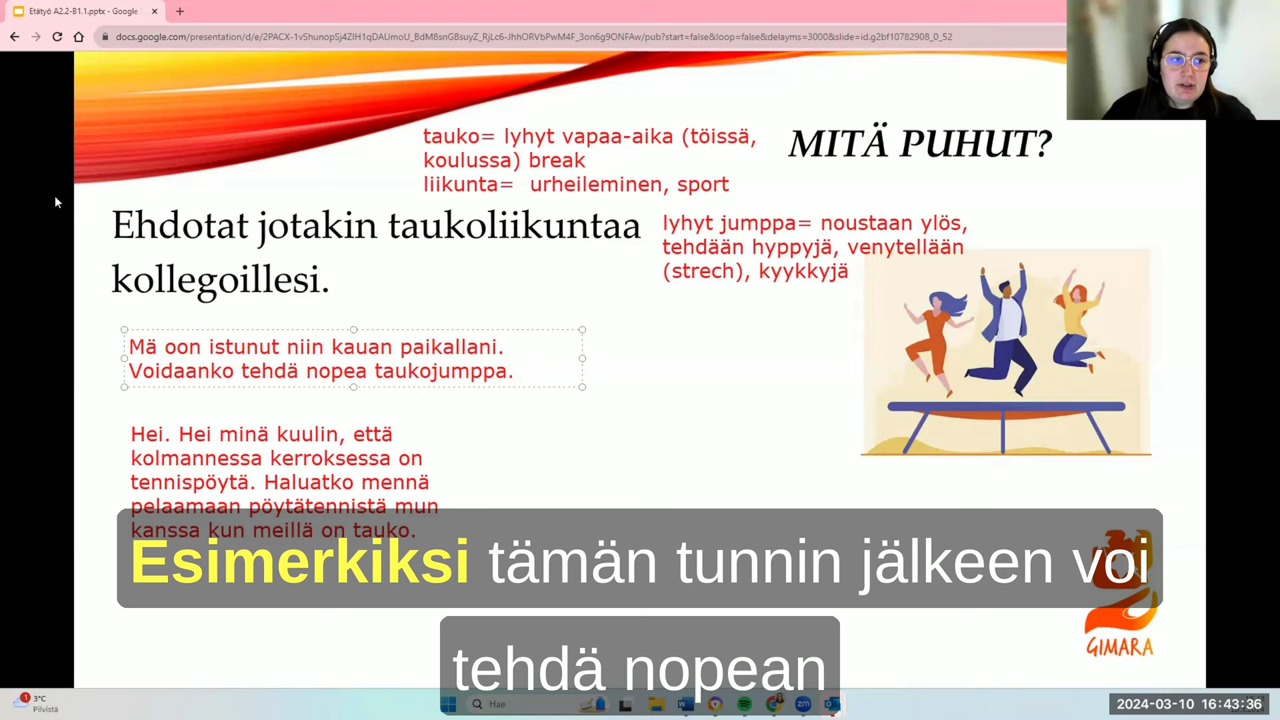 Etätyö A2.2-B1.1.pptx - Google
docs.google.com/presentation/d/e/2PACX-1vShunopSj4ZIH1qDAUmoU_BdM8snGBsuyZ_RjLc6-JhhORVbPwM4F_3on6g9ONFAw/pub?start=false&loop=false&delayms=3000&slide=id.g2bf10782908_0_52
tauko= lyhyt vapaa-aika (töissä,
koulussa) break
liikunta= urheileminen, sport
MITÄ PUHUT?
Ehdotat jotakin taukoliikuntaa
kollegoillesi.
lyhyt jumppa= noustaan ylös,
tehdään hyppyjä, venytellään
(strech), kyykkyjä
Mä oon istunut niin kauan paikallani.
Voidaanko tehdä nopea taukojumppa.
Hei. Hei minä kuulin, että
kolmannessa kerroksessa on
tennispöytä. Haluatko mennä
pelaamaan pöytätennistä mun
kanssa kun meillä on tauko.
Esimerkiksi tämän tunnin jälkeen voi
tehdä nopean
GIMARA
1
3°C
Pilvistä
Hae
zm
2024-03-10 16:43:36